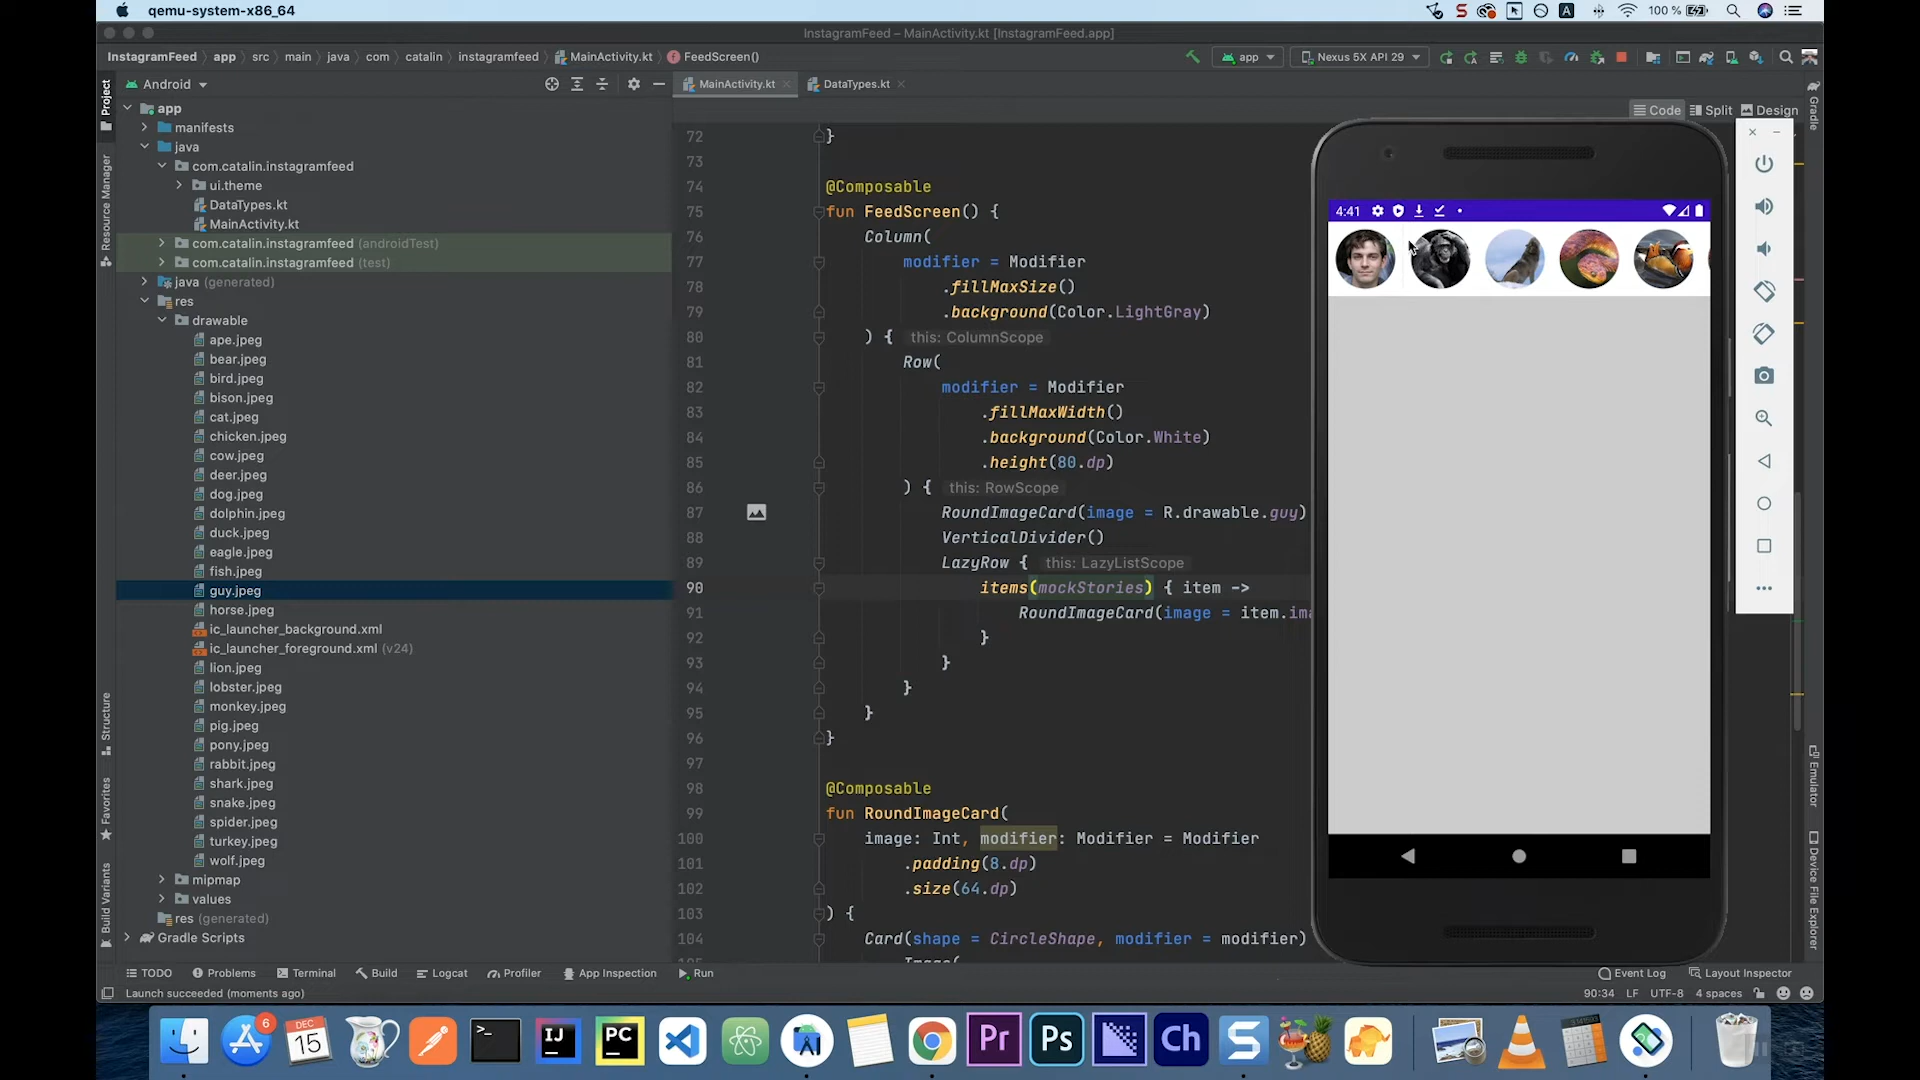 qemu-system-x86_64
100 %
InstagramFeed – MainActivity.kt [InstagramFeed.app]
InstagramFeed
app
src
main
java
com
catalin
instagramfeed
MainActivity.kt
FeedScreen()
app
Nexus 5X API 29
Project
Android
MainActivity.kt
DataTypes.kt
Gradle
Code
Split
Design
app
manifests
java
com.catalin.instagramfeed
ui.theme
DataTypes.kt
MainActivity.kt
com.catalin.instagramfeed (androidTest)
com.catalin.instagramfeed (test)
java (generated)
res
drawable
ape.jpeg
bear.jpeg
bird.jpeg
bison.jpeg
cat.jpeg
chicken.jpeg
cow.jpeg
deer.jpeg
dog.jpeg
dolphin.jpeg
duck.jpeg
eagle.jpeg
fish.jpeg
guy.jpeg
horse.jpeg
ic_launcher_background.xml
ic_launcher_foreground.xml (v24)
lion.jpeg
lobster.jpeg
monkey.jpeg
pig.jpeg
pony.jpeg
rabbit.jpeg
shark.jpeg
snake.jpeg
spider.jpeg
turkey.jpeg
wolf.jpeg
mipmap
values
res (generated)
Gradle Scripts
Resource Manager
Structure
Favorites
Build Variants
72 }
73
74 @Composable
75 fun FeedScreen() {
76 Column(
77 modifier = Modifier
78 .fillMaxSize()
79 .background(Color.LightGray)
80 ) { this: ColumnScope
81 Row(
82 modifier = Modifier
83 .fillMaxWidth()
84 .background(Color.White)
85 .height(80.dp)
86 ) { this: RowScope
87 RoundImageCard(image = R.drawable.guy)
88 VerticalDivider()
89 LazyRow { this: LazyListScope
90 items(mockStories) { item ->
91 RoundImageCard(image = item.ima
92 }
93 }
94 }
95 }
96 }
97
98 @Composable
99 fun RoundImageCard(
100 image: Int, modifier: Modifier = Modifier
101 .padding(8.dp)
102 .size(64.dp)
103 ) {
104 Card(shape = CircleShape, modifier = modifier)
Image(
4:41
Emulator
Device File Explorer
TODO
Problems
Terminal
Build
Logcat
Profiler
App Inspection
Run
Event Log
Layout Inspector
Launch succeeded (moments ago)
90:34
LF
UTF-8
4 spaces
6
DEC
15
IJ
PC
Pr
Ps
Ch
S